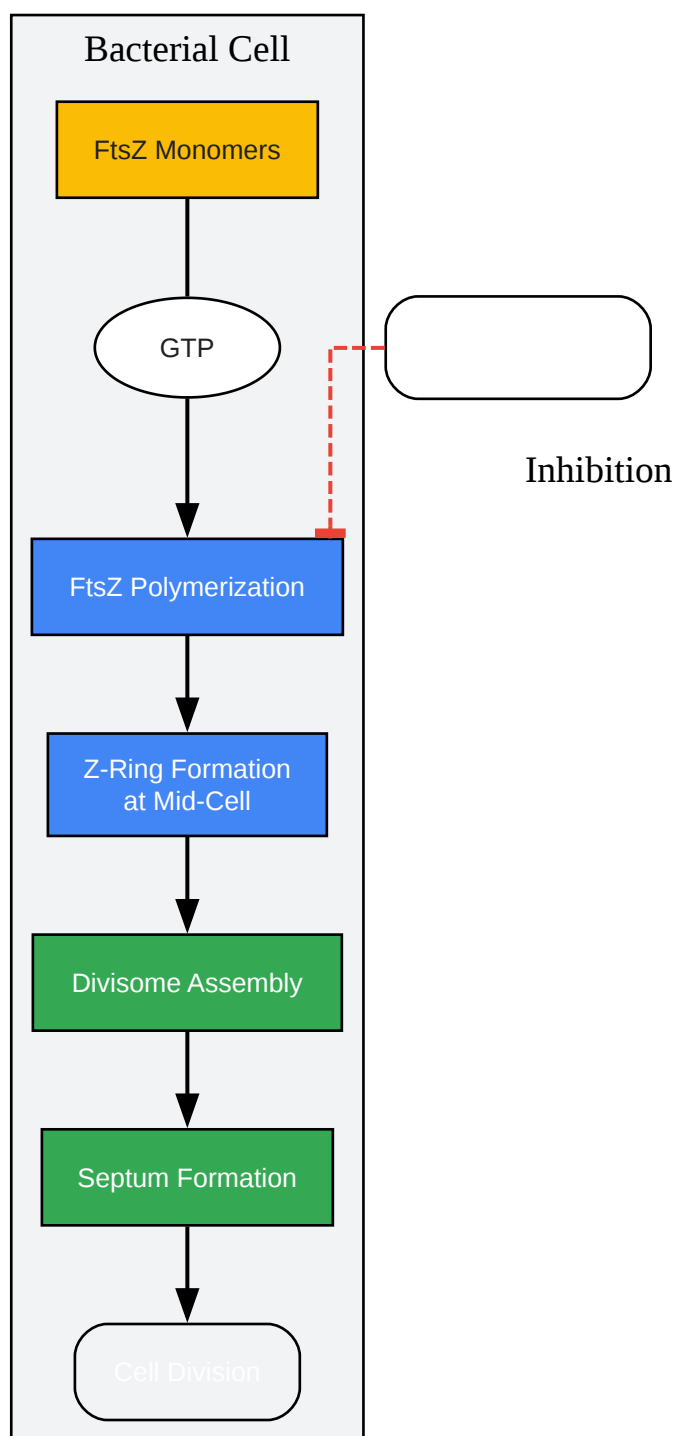 Bacterial Cell
FtsZ Monomers
GTP
Inhibition
FtsZ Polymerization
Z-Ring Formation
at Mid-Cell
Divisome Assembly
Septum Formation
Cell Division